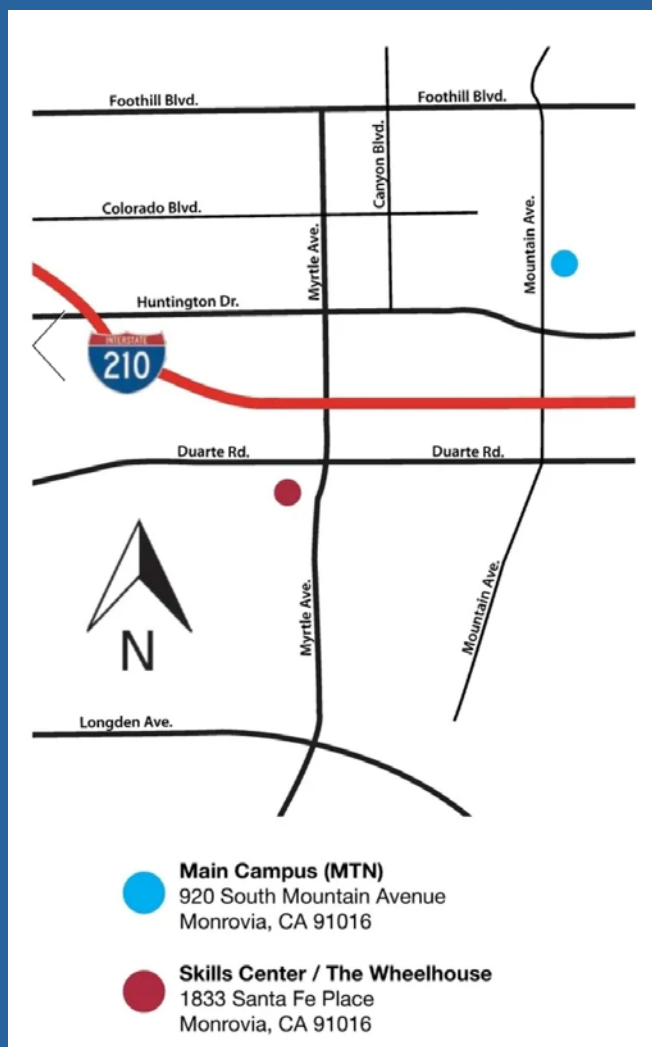 Foothill Blvd.
Foothill Blvd.
Canyon Blvd.
Colorado Blvd.
Myrtle Ave.
Mountain Ave.
Huntington Dr.
INTERSTATE
210
Duarte Rd.
Duarte Rd.
Myrtle Ave.
Mountain Ave.
N
Longden Ave.
Main Campus (MTN)
920 South Mountain Avenue
Monrovia, CA 91016
Skills Center / The Wheelhouse
1833 Santa Fe Place
Monrovia, CA 91016